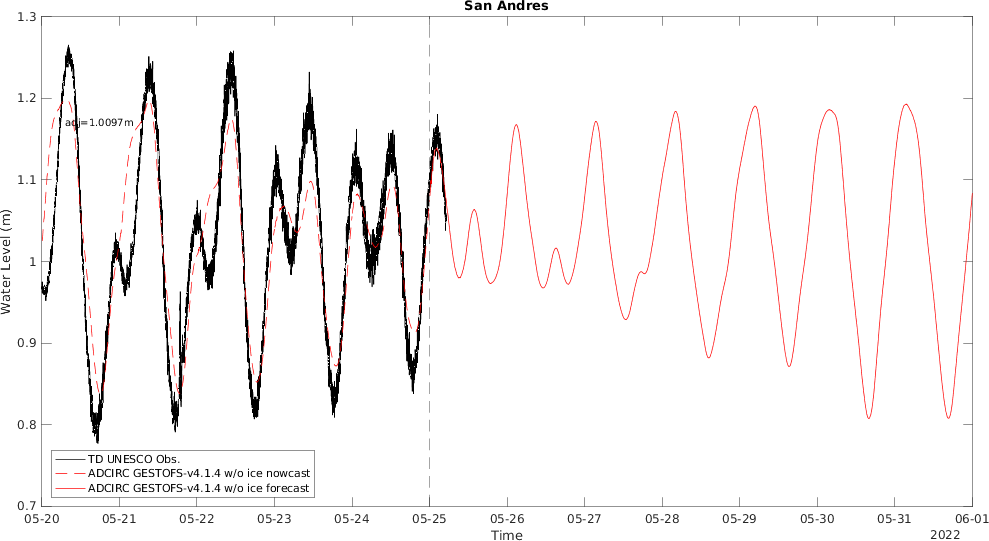 San Andres
1.3
1.2
1.1
1
0.9
0.8
0.7
Water Level (m)
adj=1.0097m
TD UNESCO Obs.
ADCIRC GESTOFS-v4.1.4 w/o ice nowcast
ADCIRC GESTOFS-v4.1.4 w/o ice forecast
05-20 05-21 05-22 05-23 05-24 05-25 05-26 05-27 05-28 05-29 05-30 05-31 06-01
Time
2022